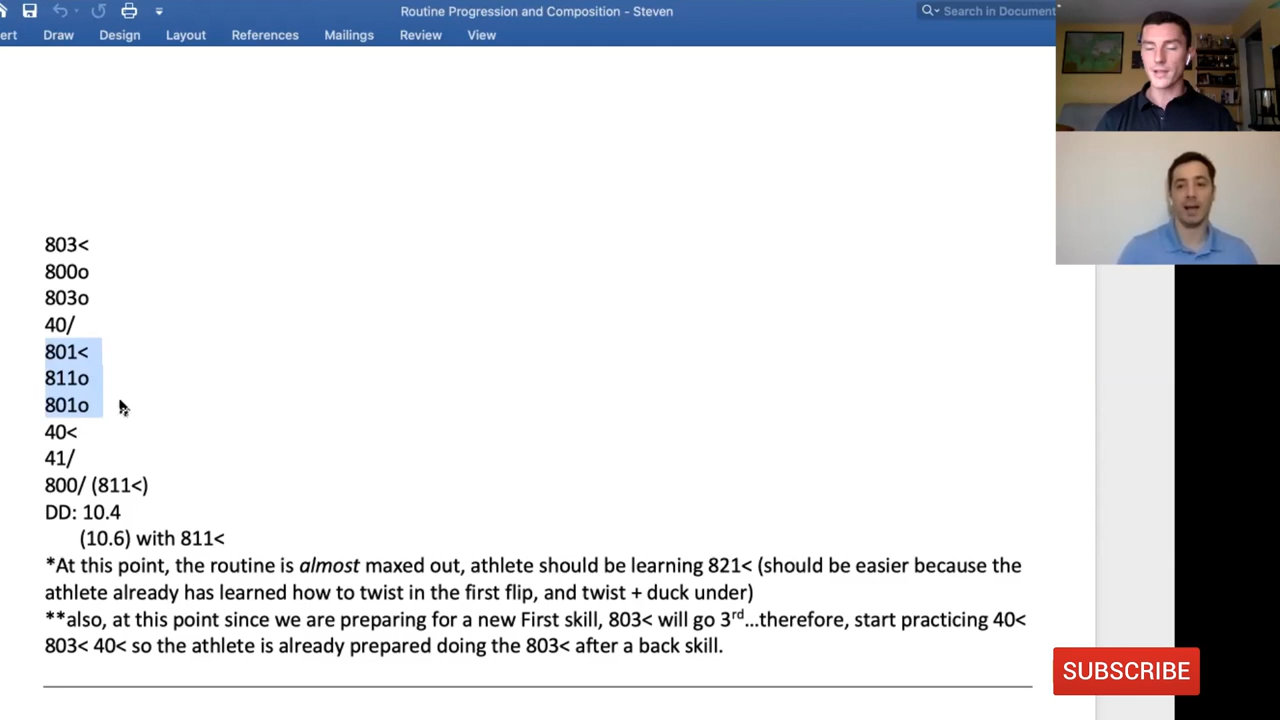 Routine Progression and Composition - Steven
Search in Document
ert Draw Design Layout References Mailings Review View
803<
800o
803o
40/
801<
811o
801o
40<
41/
800/ (811<)
DD: 10.4
(10.6) with 811<
*At this point, the routine is almost maxed out, athlete should be learning 821< (should be easier because the
athlete already has learned how to twist in the first flip, and twist + duck under)
**also, at this point since we are preparing for a new First skill, 803< will go 3rd...therefore, start practicing 40<
803< 40< so the athlete is already prepared doing the 803< after a back skill.
SUBSCRIBE